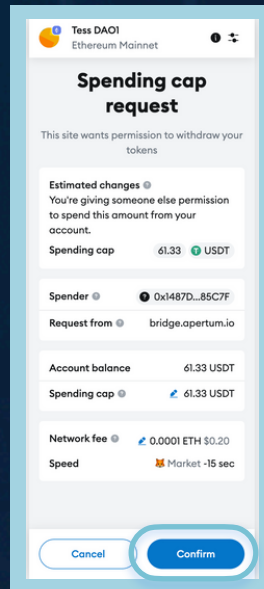 Tess DAO1
Ethereum Mainnet
Spending cap
request
This site wants permission to withdraw your
tokens
Estimated changes
You're giving someone else permission
to spend this amount from your
account.
Spending cap 61.33 USDT
Spender 0x1487D...85C7F
Request from bridge.apertum.io
Account balance 61.33 USDT
Spending cap 61.33 USDT
Network fee 0.0001 ETH $0.20
Speed Market ~15 sec
Cancel Confirm